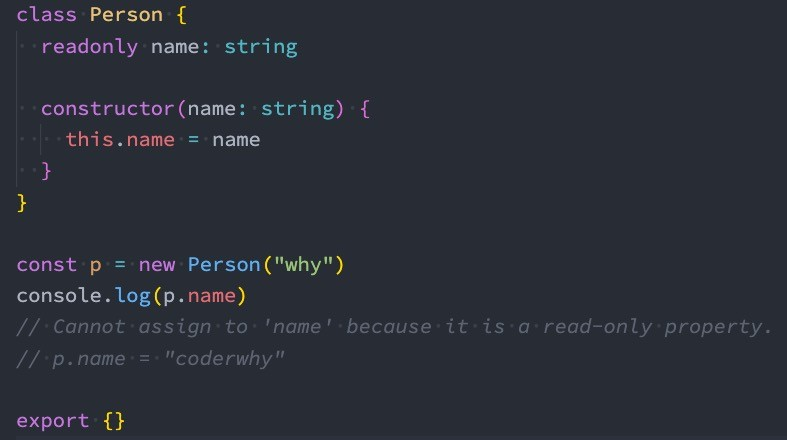 class Person {
  readonly name: string

  constructor(name: string) {
    this.name = name
  }
}

const p = new Person("why")
console.log(p.name)
// Cannot assign to 'name' because it is a read-only property.
// p.name = "coderwhy"

export {}